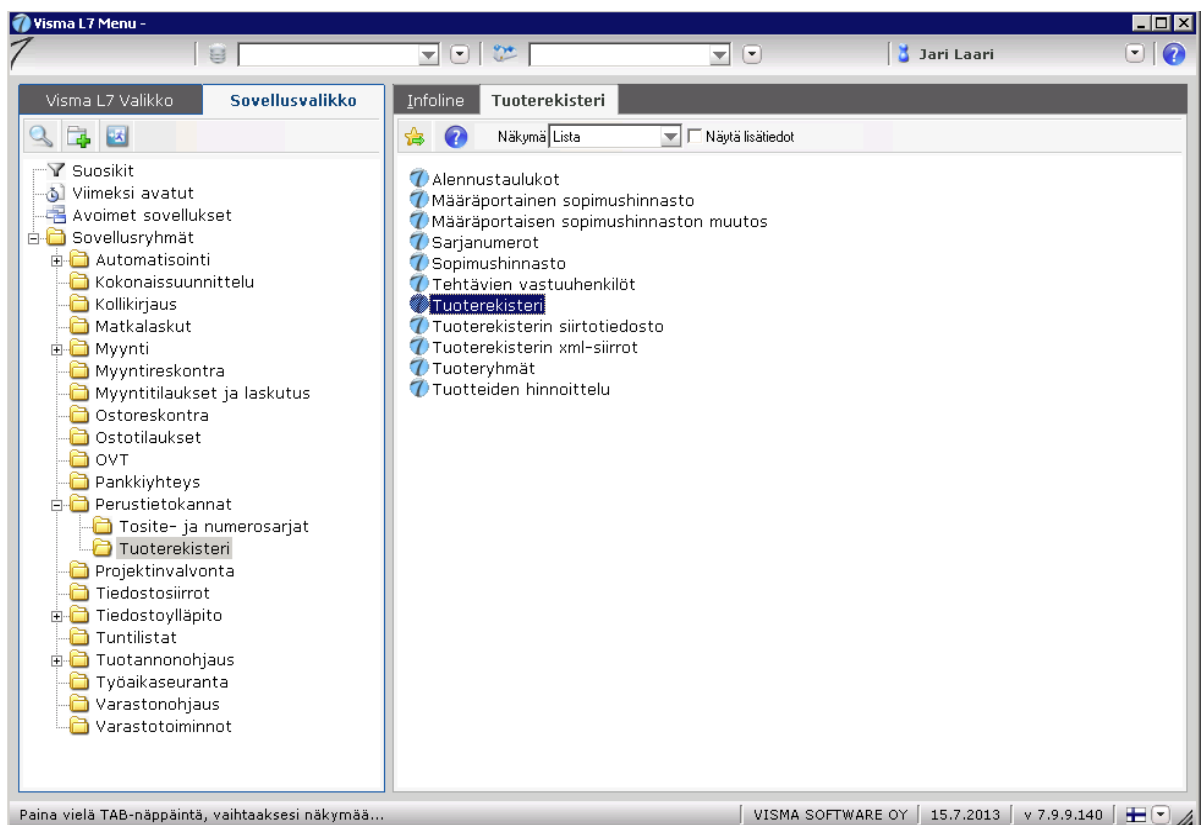 Visma L7 Menu -
Jari Laari
Visma L7 Valikko
Sovellusvalikko
Infoline
Tuoterekisteri
Näkymä Lista
Näytä lisätiedot
Suosikit
Viimeksi avatut
Avoimet sovellukset
Sovellusryhmät
Automatisointi
Kokonaissuunnittelu
Kollikirjaus
Matkalaskut
Myynti
Myyntireskontra
Myyntitilaukset ja laskutus
Ostoreskontra
Ostotilaukset
OVT
Pankkiyhteys
Perustietokannat
Tosite- ja numerosarjat
Tuoterekisteri
Projektinvalvonta
Tiedostosiirrot
Tiedostoylläpito
Tuntilistat
Tuotannonohjaus
Työaikaseuranta
Varastonohjaus
Varastotoiminnot
Alennustaulukot
Määräportainen sopimushinnasto
Määräportaisen sopimushinnaston muutos
Sarjanumerot
Sopimushinnasto
Tehtävien vastuuhenkilöt
Tuoterekisteri
Tuoterekisterin siirtotiedosto
Tuoterekisterin xml-siirrot
Tuoteryhmät
Tuotteiden hinnoittelu
Paina vielä TAB-näppäintä, vaihtaaksesi näkymää...
VISMA SOFTWARE OY
15.7.2013
v 7.9.9.140